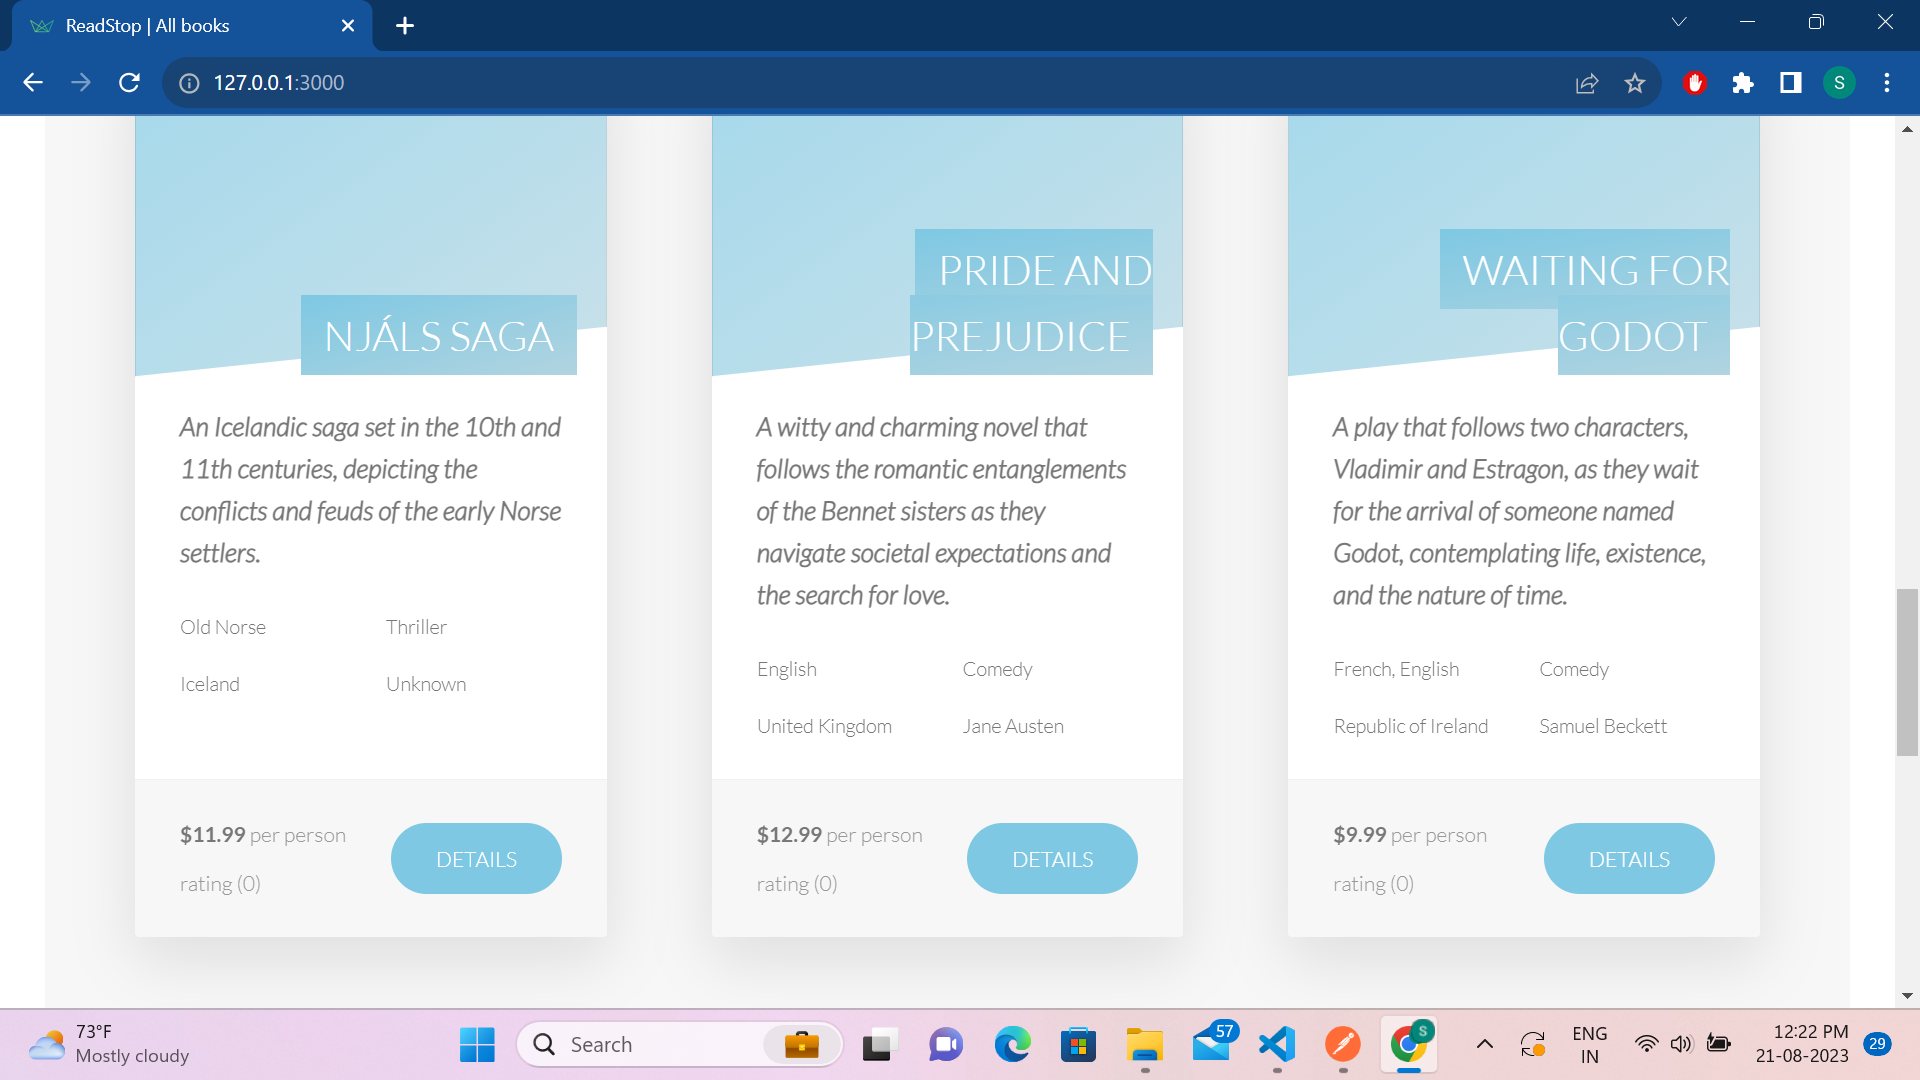 ReadStop | All books
127.0.0.1:3000
S
NJÁLS SAGA
An Icelandic saga set in the 10th and
11th centuries, depicting the
conflicts and feuds of the early Norse
settlers.
Old Norse
Thriller
Iceland
Unknown
$11.99 per person
rating (0)
DETAILS
PRIDE AND
PREJUDICE
A witty and charming novel that
follows the romantic entanglements
of the Bennet sisters as they
navigate societal expectations and
the search for love.
English
Comedy
United Kingdom
Jane Austen
$12.99 per person
rating (0)
DETAILS
WAITING FOR
GODOT
A play that follows two characters,
Vladimir and Estragon, as they wait
for the arrival of someone named
Godot, contemplating life, existence,
and the nature of time.
French, English
Comedy
Republic of Ireland
Samuel Beckett
$9.99 per person
rating (0)
DETAILS
73°F
Mostly cloudy
Search
57
S
ENG
IN
12:22 PM
21-08-2023
29